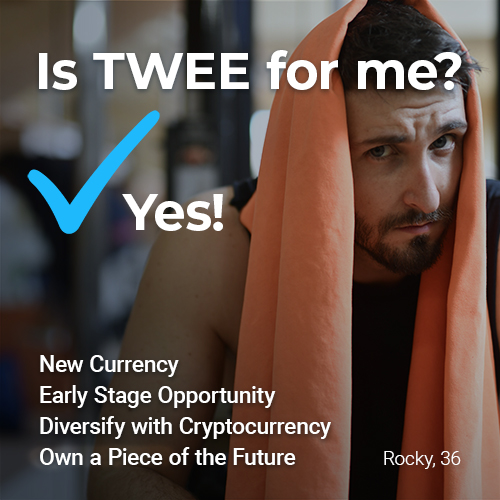 Is TWEE for me?
Yes!
New Currency
Early Stage Opportunity
Diversify with Cryptocurrency
Own a Piece of the Future
Rocky, 36